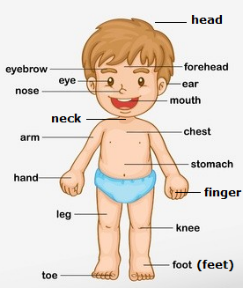 head
eyebrow
forehead
eye
ear
nose
mouth
neck
arm
chest
stomach
hand
finger
leg
knee
foot (feet)
toe